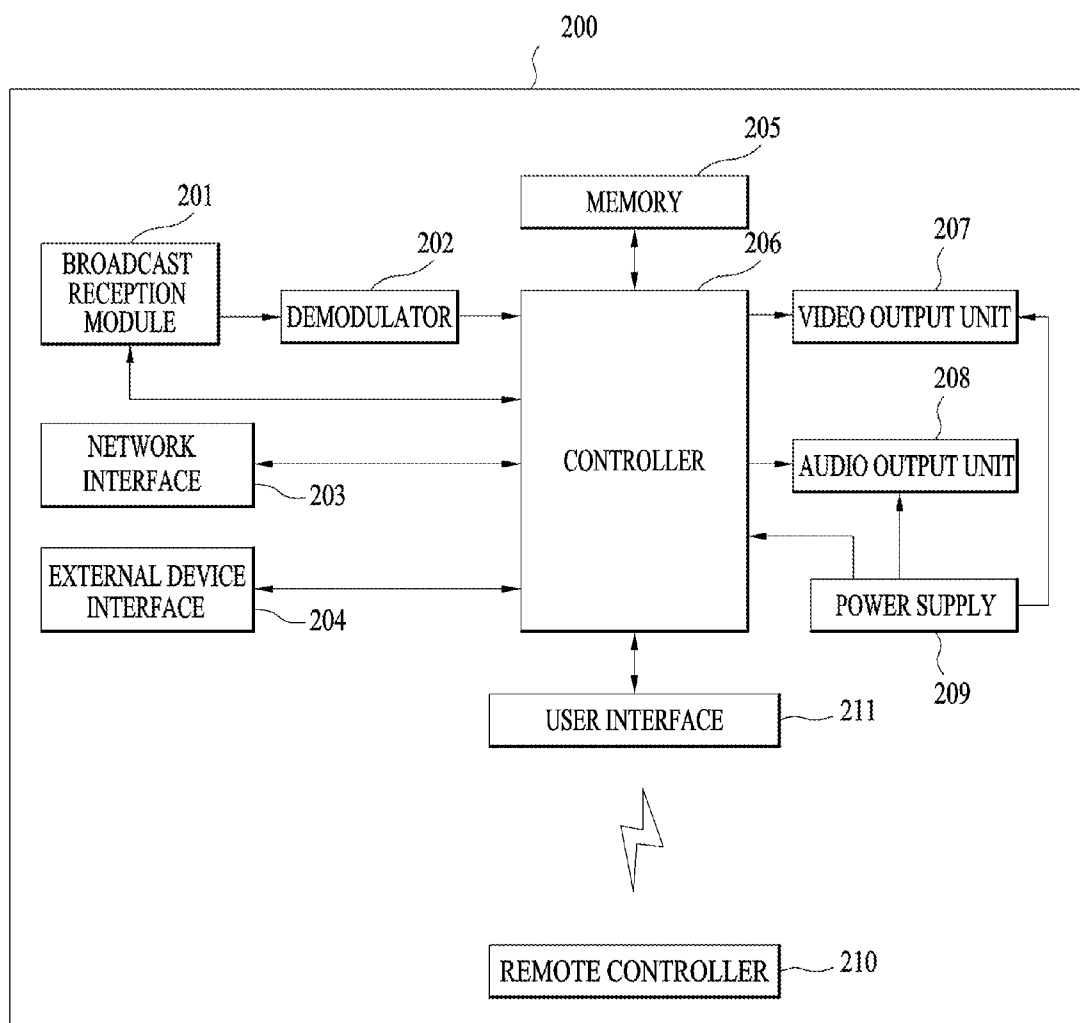 200
205
MEMORY
201
BROADCAST
RECEPTION
MODULE
202
DEMODULATOR
206
CONTROLLER
207
VIDEO OUTPUT UNIT
208
AUDIO OUTPUT UNIT
NETWORK
INTERFACE
203
EXTERNAL DEVICE
INTERFACE
204
POWER SUPPLY
209
USER INTERFACE
211
REMOTE CONTROLLER
210